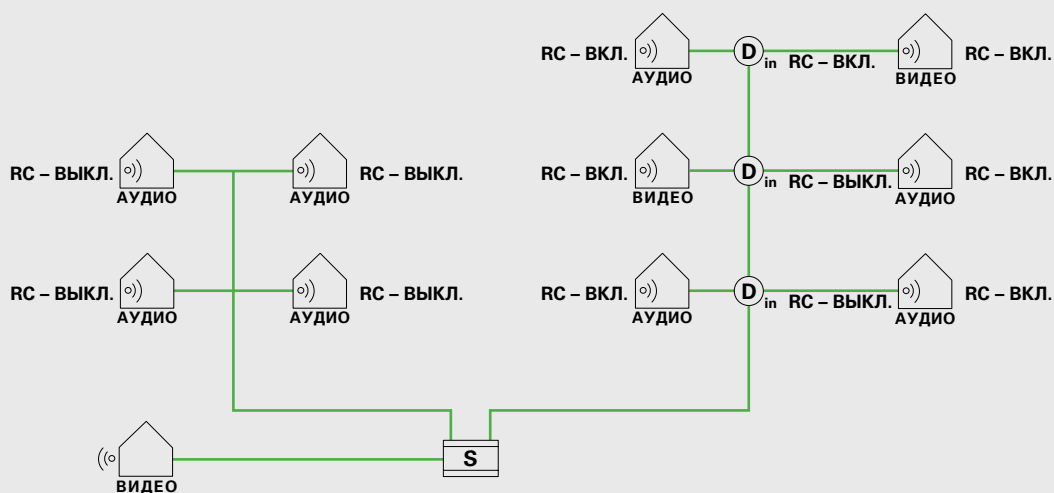 RC – ВЫКЛ. АУДИО
RC – ВЫКЛ. АУДИО
RC – ВЫКЛ. АУДИО
RC – ВЫКЛ. АУДИО
ВИДЕО
S
RC – ВКЛ. АУДИО
D in RC – ВКЛ.
RC – ВКЛ. ВИДЕО
RC – ВКЛ. ВИДЕО
D in RC – ВЫКЛ.
RC – ВКЛ. АУДИО
RC – ВКЛ. АУДИО
D in RC – ВЫКЛ.
RC – ВКЛ. АУДИО